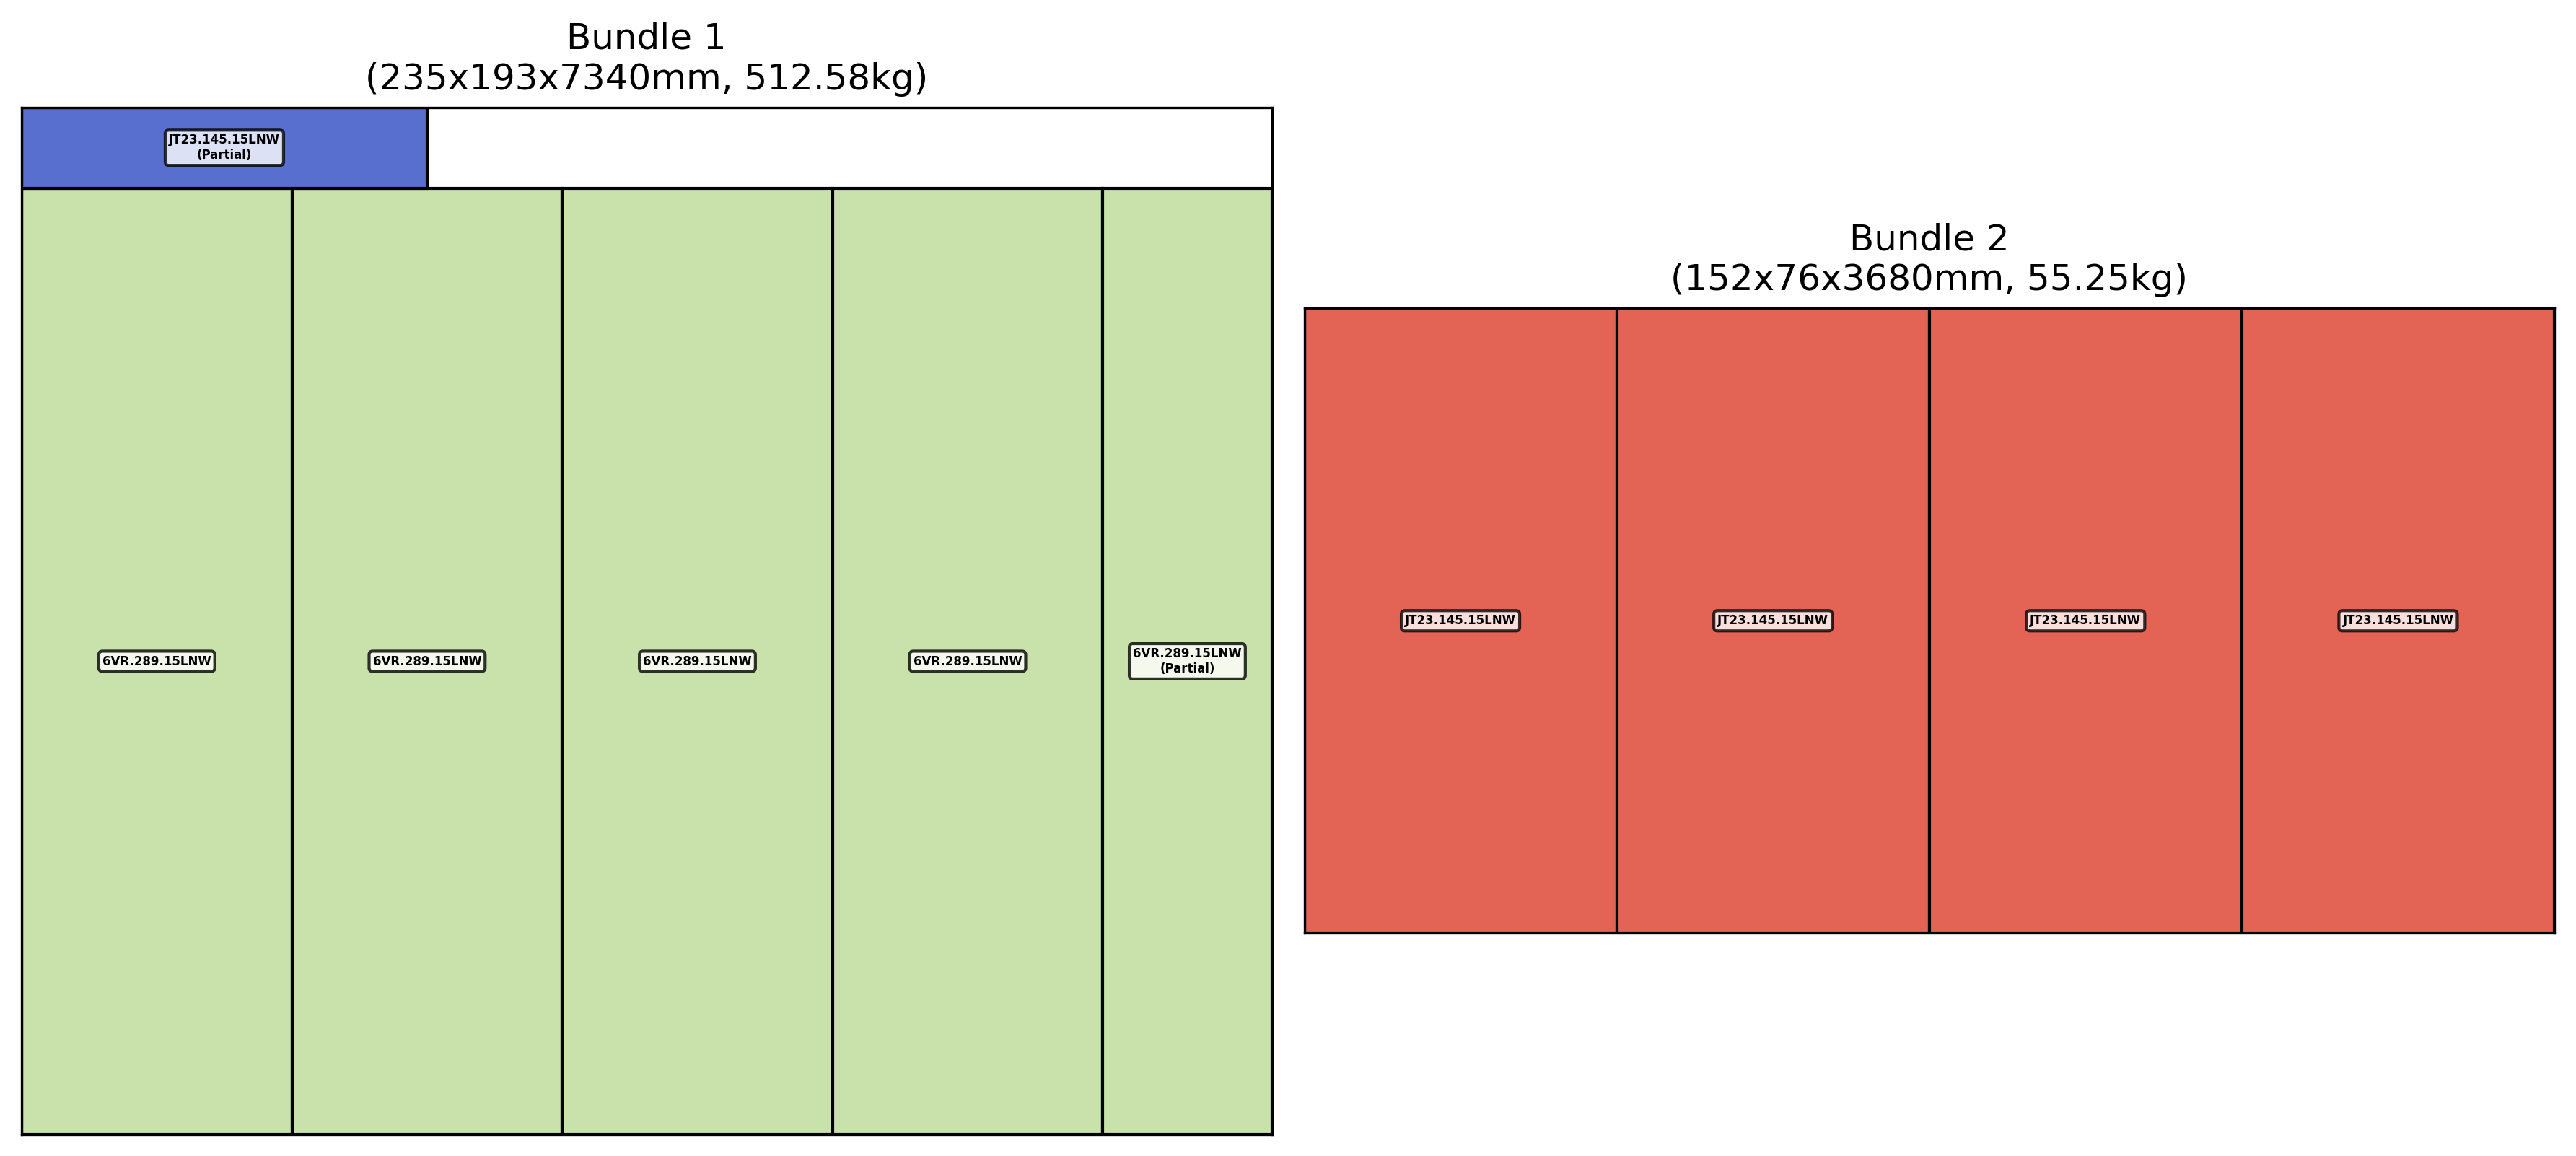 Bundle 1
(235x193x7340mm, 512.58kg)
JT23.145.15LNW
(Partial)
6VR.289.15LNW
6VR.289.15LNW
6VR.289.15LNW
6VR.289.15LNW
6VR.289.15LNW
(Partial)
Bundle 2
(152x76x3680mm, 55.25kg)
JT23.145.15LNW
JT23.145.15LNW
JT23.145.15LNW
JT23.145.15LNW